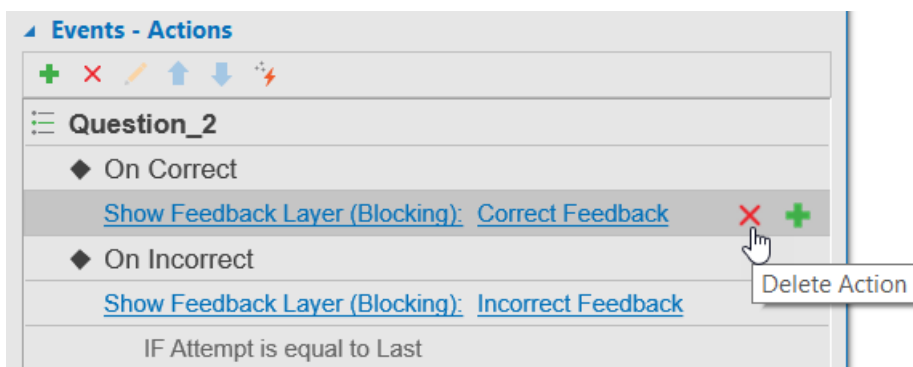 Events - Actions
Question_2
On Correct
Show Feedback Layer (Blocking): Correct Feedback
On Incorrect
Delete Action
Show Feedback Layer (Blocking): Incorrect Feedback
IF Attempt is equal to Last